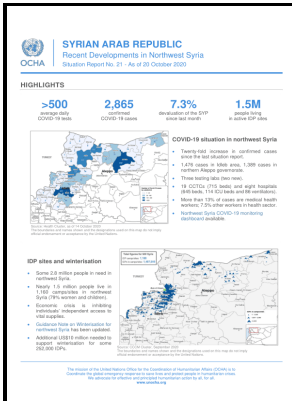 OCHA
SYRIAN ARAB REPUBLIC
Recent Developments in Northwest Syria
Situation Report No. 21 - As of 20 October 2020
HIGHLIGHTS
>500
average daily
COVID-19 tests
2,865
confirmed
COVID-19 cases
7.3%
devaluation of the SYP
since last month
1.5M
people living
in active IDP sites
COVID-19 situation in northwest Syria
• Twenty-fold increase in confirmed cases
since the last situation report.
• 1,476 cases in Idleb area, 1,389 cases in
northern Aleppo governorate.
• Three testing labs (two new).
• 18 CCTCs (715 beds) and eight hospitals
(645 beds, 114 ICU beds and 86 ventilators).
• More than 13% of cases are medical health
workers; 7.5% other workers in health sector.
• Northwest Syria COVID-19 monitoring
dashboard available.
TURKEY
Aleppo
IDP sites and winterisation
• Some 2.8 million people in need in
northwest Syria.
• Nearly 1.5 million people live in
1,160 camps/sites in northwest
Syria (79% women and children).
• Economic crisis is inhibiting
individuals' independent access to
vital supplies.
• Guidance Note on Winterisation for
northwest Syria has been updated.
• Additional US$10 million needed to
support winterisation for some
252,000 IDPs.
TURKEY
Aleppo
The mission of the United Nations Office for the Coordination of Humanitarian Affairs (OCHA) is to
Coordinate the global emergency response to save lives and protect people in humanitarian crises.
We advocate for effective and principled humanitarian action by all, for all.
www.unocha.org